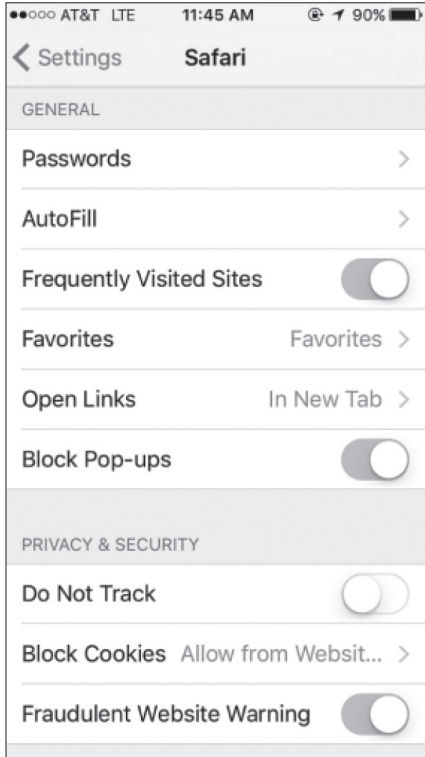 AT&T LTE 11:45 AM 90%
Settings Safari
GENERAL
Passwords
AutoFill
Frequently Visited Sites
Favorites Favorites
Open Links In New Tab
Block Pop-ups
PRIVACY & SECURITY
Do Not Track
Block Cookies Allow from Websit...
Fraudulent Website Warning